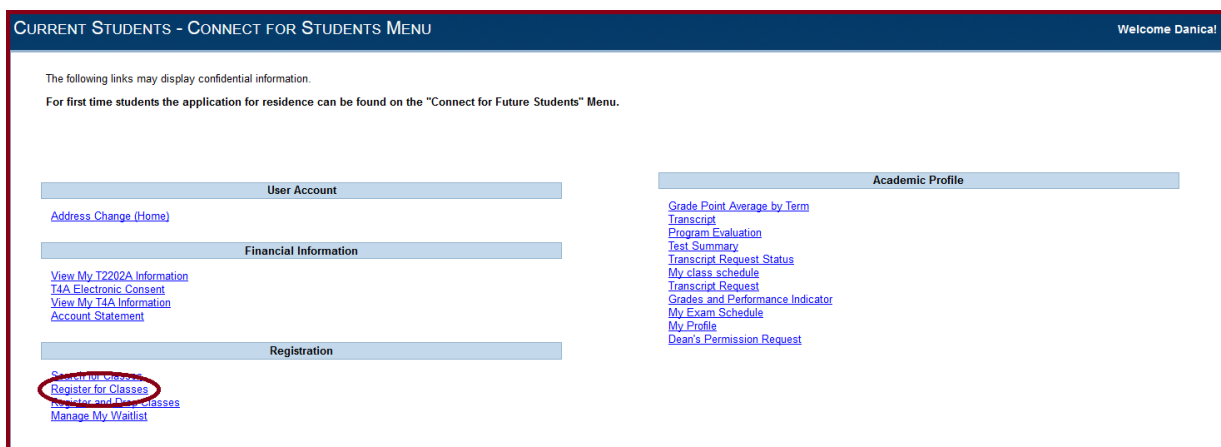 CURRENT STUDENTS - CONNECT FOR STUDENTS MENU
Welcome Danica!
The following links may display confidential information.
For first time students the application for residence can be found on the "Connect for Future Students" Menu.
User Account
Address Change (Home)
Financial Information
View My T2202A Information
T4A Electronic Consent
View My T4A Information
Account Statement
Registration
Search for Classes
Register for Classes
Register and Drop Classes
Manage My Waitlist
Academic Profile
Grade Point Average by Term
Transcript
Program Evaluation
Test Summary
Transcript Request Status
My class schedule
Transcript Request
Grades and Performance Indicator
My Exam Schedule
My Profile
Dean's Permission Request